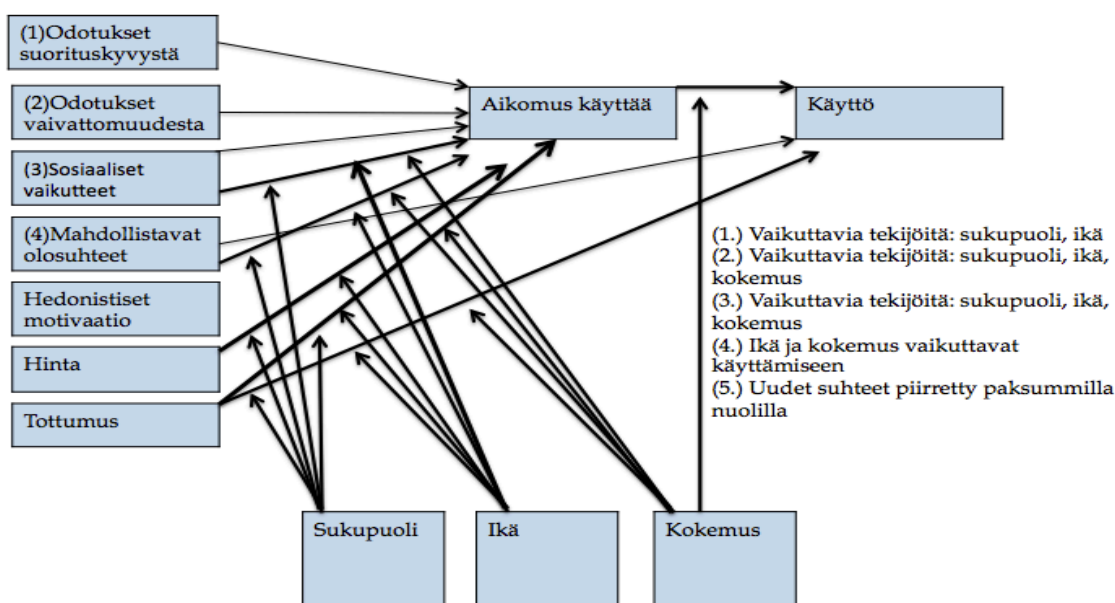 (1)Odotukset
suorituskyvystä
(2)Odotukset
vaivattomuudesta
(3)Sosiaaliset
vaikutteet
(4)Mahdollistavat
olosuhteet
Hedonistiset
motivaatio
Hinta
Tottumus
Aikomus käyttää
Käyttö
(1.) Vaikuttavia tekijöitä: sukupuoli, ikä
(2.) Vaikuttavia tekijöitä: sukupuoli, ikä,
kokemus
(3.) Vaikuttavia tekijöitä: sukupuoli, ikä,
kokemus
(4.) Ikä ja kokemus vaikuttavat
käyttämiseen
(5.) Uudet suhteet piirretty paksummilla
nuolilla
Sukupuoli
Ikä
Kokemus